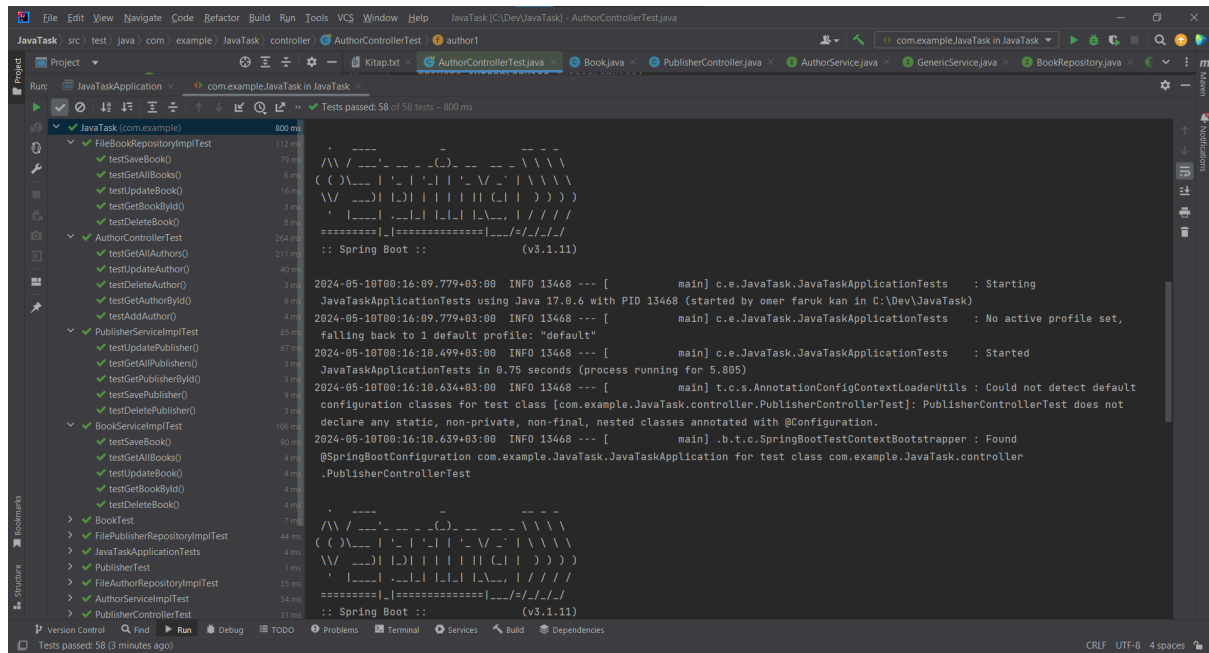 File Edit View Navigate Code Refactor Build Run Tools VCS Window Help JavaTask [C:\Dev\JavaTask] - AuthorControllerTest.java
JavaTask src test java com example JavaTask controller AuthorControllerTest author1 com.example.JavaTask in JavaTask
Project Kitap.txt AuthorControllerTest.java Book.java PublisherController.java AuthorService.java GenericService.java BookRepository.java
Run: JavaTaskApplication com.example.JavaTask in JavaTask
Tests passed: 58 of 58 tests – 800 ms
JavaTask (com.example) 800 ms
FileBookRepositoryImplTest 112 ms
testSaveBook() 79 ms
testGetAllBooks() 6 ms
testUpdateBook() 16 ms
testGetBookById() 3 ms
testDeleteBook() 8 ms
AuthorControllerTest 264 ms
testGetAllAuthors() 211 ms
testUpdateAuthor() 40 ms
testDeleteAuthor() 3 ms
testGetAuthorById() 6 ms
testAddAuthor() 4 ms
PublisherServiceImplTest 85 ms
testUpdatePublisher() 67 ms
testGetAllPublishers() 3 ms
testGetPublisherById() 3 ms
testSavePublisher() 9 ms
testDeletePublisher() 3 ms
BookServiceImplTest 106 ms
testSaveBook() 90 ms
testGetAllBooks() 4 ms
testUpdateBook() 4 ms
testGetBookById() 4 ms
testDeleteBook() 4 ms
BookTest 7 ms
FilePublisherRepositoryImplTest 44 ms
JavaTaskApplicationTests 4 ms
PublisherTest 1 ms
FileAuthorRepositoryImplTest 55 ms
AuthorServiceImplTest 54 ms
PublisherControllerTest 31 ms
:: Spring Boot :: (v3.1.11)
2024-05-10T00:16:09.779+03:00 INFO 13468 --- [ main] c.e.JavaTask.JavaTaskApplicationTests : Starting
JavaTaskApplicationTests using Java 17.0.6 with PID 13468 (started by omer faruk kan in C:\Dev\JavaTask)
2024-05-10T00:16:09.779+03:00 INFO 13468 --- [ main] c.e.JavaTask.JavaTaskApplicationTests : No active profile set,
falling back to 1 default profile: "default"
2024-05-10T00:16:10.499+03:00 INFO 13468 --- [ main] c.e.JavaTask.JavaTaskApplicationTests : Started
JavaTaskApplicationTests in 0.75 seconds (process running for 5.805)
2024-05-10T00:16:10.634+03:00 INFO 13468 --- [ main] t.c.s.AnnotationConfigContextLoaderUtils : Could not detect default
configuration classes for test class [com.example.JavaTask.controller.PublisherControllerTest]: PublisherControllerTest does not
declare any static, non-private, non-final, nested classes annotated with @Configuration.
2024-05-10T00:16:10.639+03:00 INFO 13468 --- [ main] .b.t.c.SpringBootTestContextBootstrapper : Found
@SpringBootConfiguration com.example.JavaTask.JavaTaskApplication for test class com.example.JavaTask.controller
.PublisherControllerTest
:: Spring Boot :: (v3.1.11)
Project
Bookmarks
Structure
Maven
Notifications
Version Control Find Run Debug TODO Problems Terminal Services Build Dependencies
Tests passed: 58 (3 minutes ago) CRLF UTF-8 4 spaces